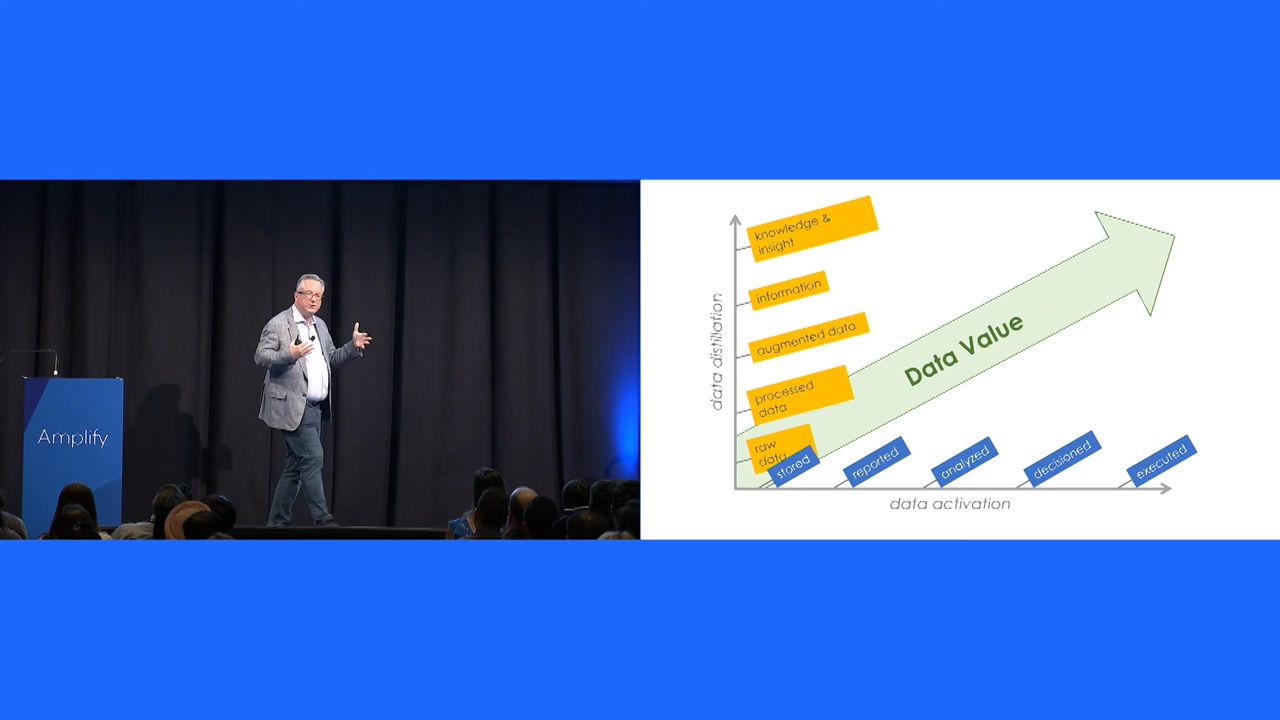 Amplify
knowledge &
insight
information
augmented data
processed
data
raw
data
data distillation
Data Value
stored
reported
analyzed
decisioned
executed
data activation